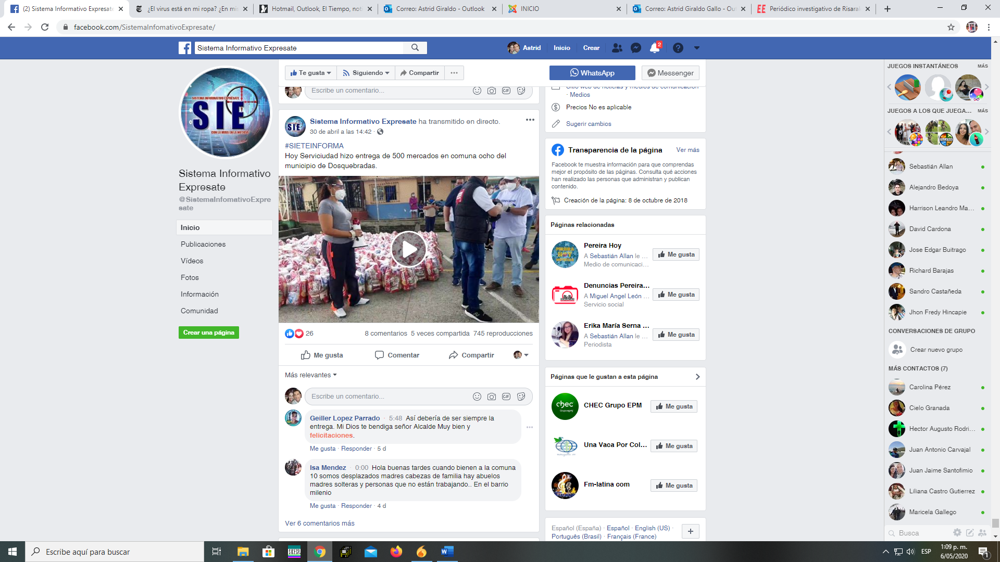 (2) Sistema Informativo Expresate
¿El virus está en mi ropa? ¿En mis
Hotmail, Outlook, El Tiempo, noti
Correo: Astrid Giraldo - Outlook
INICIO
Correo: Astrid Giraldo Gallo - Out
Periódico investigativo de Risaral
facebook.com/SistemaInfomativoExpresate/
Sistema Informativo Expresate
Astrid
Inicio
Crear
2
SISTEMA INFORMATIVO EXPRÉSATE
SIE
CON LA MIRA EN LA NOTICIA
Sistema Informativo
Expresate
@SistemaInfomativoExpre
sate
Inicio
Publicaciones
Vídeos
Fotos
Información
Comunidad
Crear una página
Te gusta
Siguiendo
Compartir
WhatsApp
Messenger
Escribe un comentario...
GIF
SIE
Sistema Informativo Expresate ha transmitido en directo.
30 de abril a las 14:42 ·
#SIETEINFORMA
Hoy Serviciudad hizo entrega de 500 mercados en comuna ocho del
municipio de Dosquebradas.
26
8 comentarios 5 veces compartida 745 reproducciones
Me gusta
Comentar
Compartir
Más relevantes
Escribe un comentario...
GIF
Geiller Lopez Parrado · 5:48 Así debería de ser siempre la
entrega. Mi Dios te bendiga señor Alcalde Muy bien y
felicitaciones.
Me gusta · Responder · 5 d
Isa Mendez · 0:00 Hola buenas tardes cuando bienen a la comuna
10 somos desplazados madres cabezas de familia hay abuelos
madres solteras y personas que no están trabajando.. En el barrio
milenio
Me gusta · Responder · 4 d
Ver 6 comentarios más
Sitio web de noticias y medios de comunicación
· Medios
Precios No es aplicable
Sugerir cambios
Transparencia de la página
Ver más
Facebook te muestra información para que comprendas
mejor el propósito de las páginas. Consulta qué acciones
han realizado las personas que administran y publican
contenido.
Creación de la página: 8 de octubre de 2018
Páginas relacionadas
PEREIRA
HOY
Pereira Hoy
A Sebastián Allan le ...
Medio de comunicaci...
Me gusta
Denuncias Pereira...
A Miguel Angel León ...
Servicio social
Me gusta
Erika María Serna ...
A Sebastián Allan le ...
Periodista
Me gusta
Páginas que le gustan a esta página
chec
Grupo·epm
CHEC Grupo EPM
Me gusta
Una Vaca Por Col...
Me gusta
Fm-latina com
Me gusta
Español (España) · Español · English (US) ·
Português (Brasil) · Français (France)
JUEGOS INSTANTÁNEOS
MÁS
JUEGOS A LOS QUE JUEGA...
MÁS
Sebastián Allan
Alejandro Bedoya
Harrison Leandro Ma...
David Cardona
Jose Edgar Buitrago
Richard Barajas
Sandro Castañeda
Jhon Fredy Hincapie
CONVERSACIONES DE GRUPO
Crear nuevo grupo
MÁS CONTACTOS (7)
Carolina Pérez
Cielo Granada
Hector Augusto Rodri...
Juan Antonio Carvajal
Juan Jaime Santofimio
Liliana Castro Gutierrez
Maricela Gallego
Busca
Escribe aquí para buscar
ESP
1:09 p. m.
6/05/2020
1